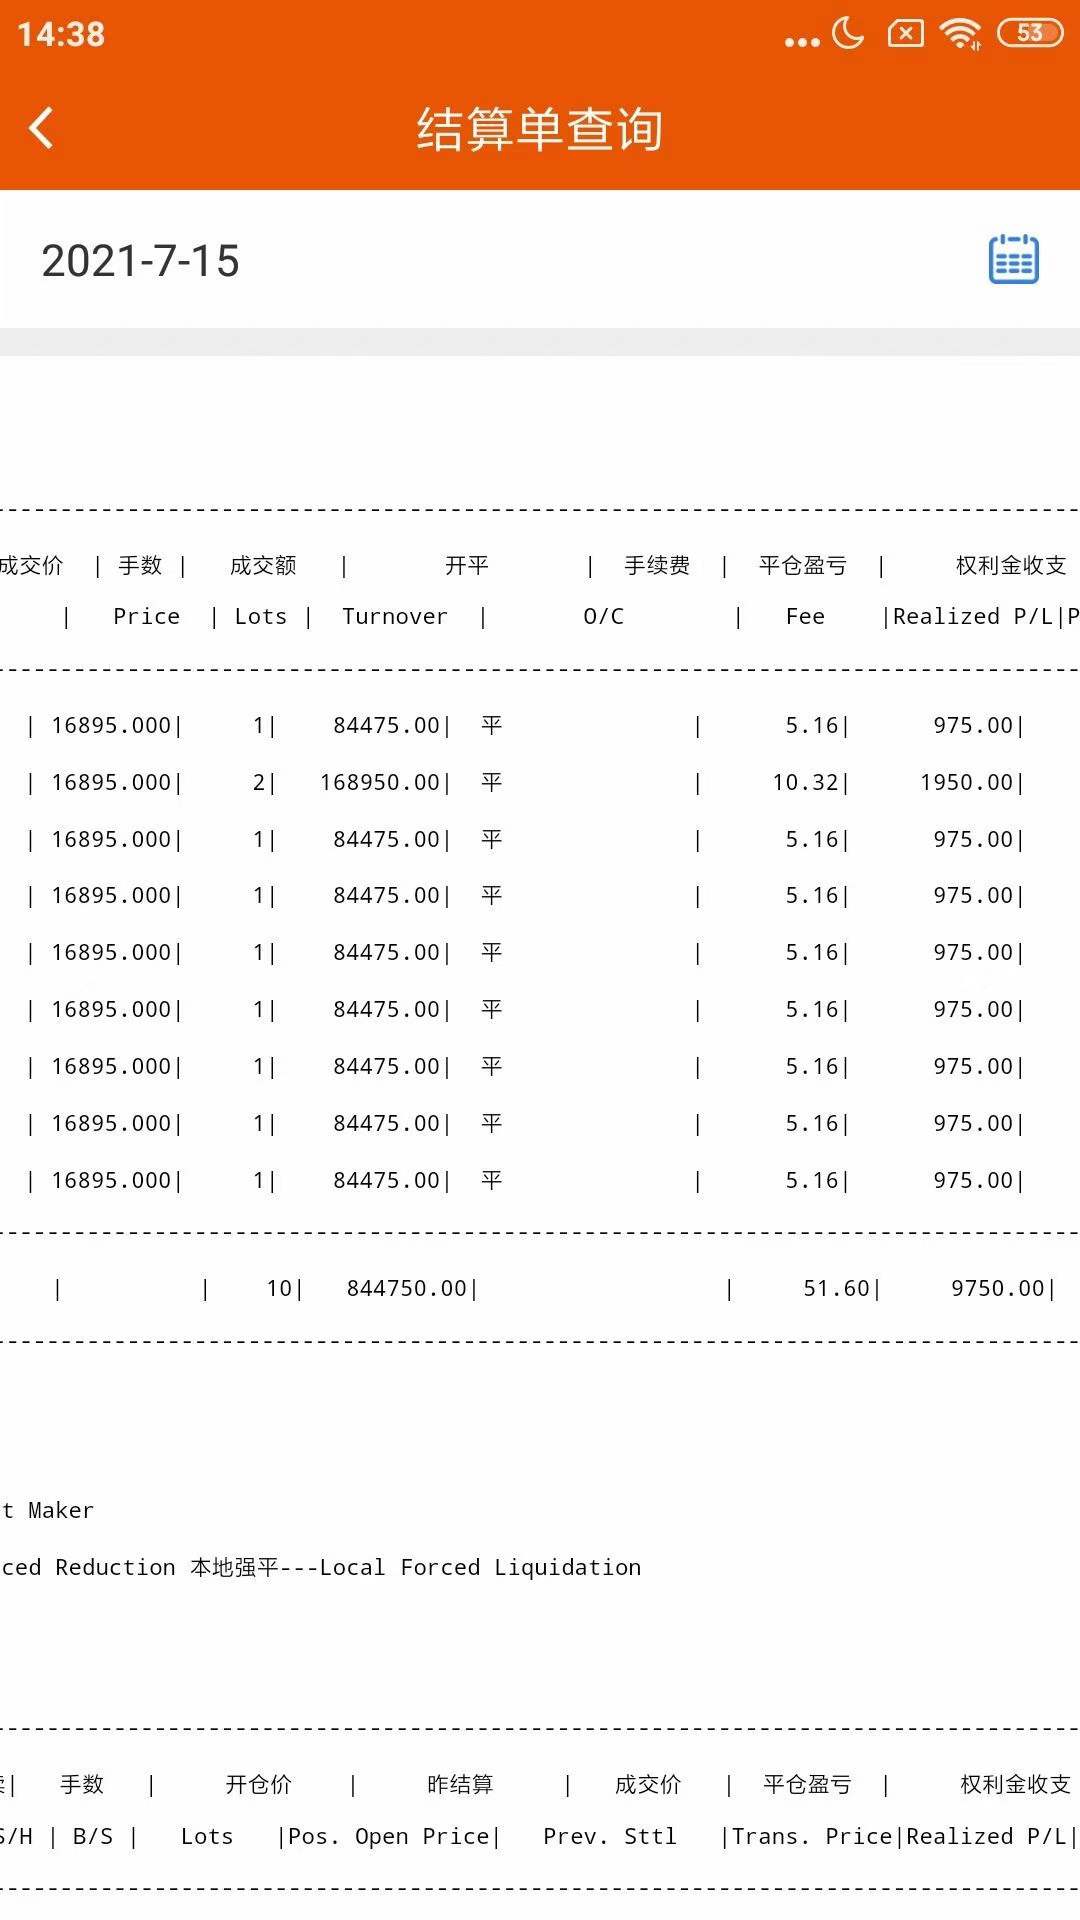 14:38
53
结算单查询
2021-7-15
成交价 | 手数 | 成交额 | 开平 | 手续费 | 平仓盈亏 | 权利金收支
| Price | Lots | Turnover | O/C | Fee |Realized P/L|P
| 16895.000| 1| 84475.00| 平 | 5.16| 975.00|
| 16895.000| 2| 168950.00| 平 | 10.32| 1950.00|
| 16895.000| 1| 84475.00| 平 | 5.16| 975.00|
| 16895.000| 1| 84475.00| 平 | 5.16| 975.00|
| 16895.000| 1| 84475.00| 平 | 5.16| 975.00|
| 16895.000| 1| 84475.00| 平 | 5.16| 975.00|
| 16895.000| 1| 84475.00| 平 | 5.16| 975.00|
| 16895.000| 1| 84475.00| 平 | 5.16| 975.00|
| 16895.000| 1| 84475.00| 平 | 5.16| 975.00|
| | 10| 844750.00| | 51.60| 9750.00|
t Maker
ced Reduction 本地强平---Local Forced Liquidation
| 手数 | 开仓价 | 昨结算 | 成交价 | 平仓盈亏 | 权利金收支
S/H | B/S | Lots |Pos. Open Price| Prev. Sttl |Trans. Price|Realized P/L|